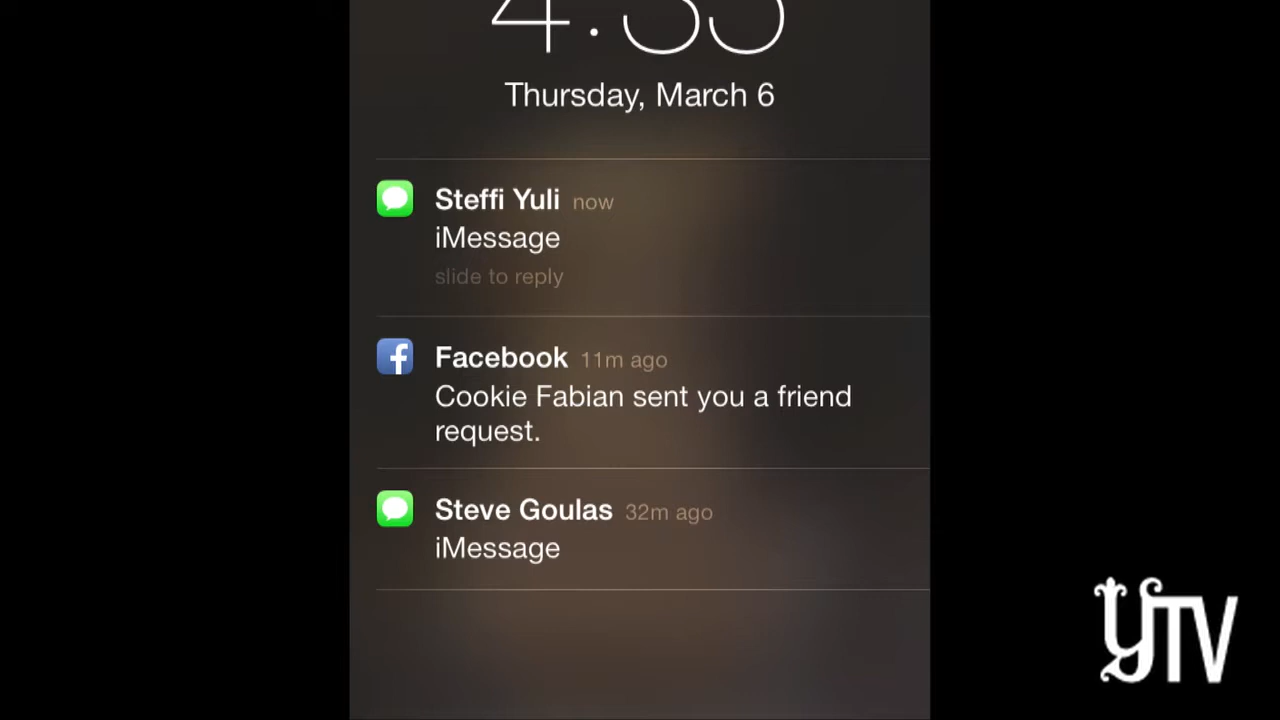 Thursday, March 6
Steffi Yuli now
iMessage
slide to reply
Facebook 11m ago
Cookie Fabian sent you a friend
request.
Steve Goulas 32m ago
iMessage
YTV